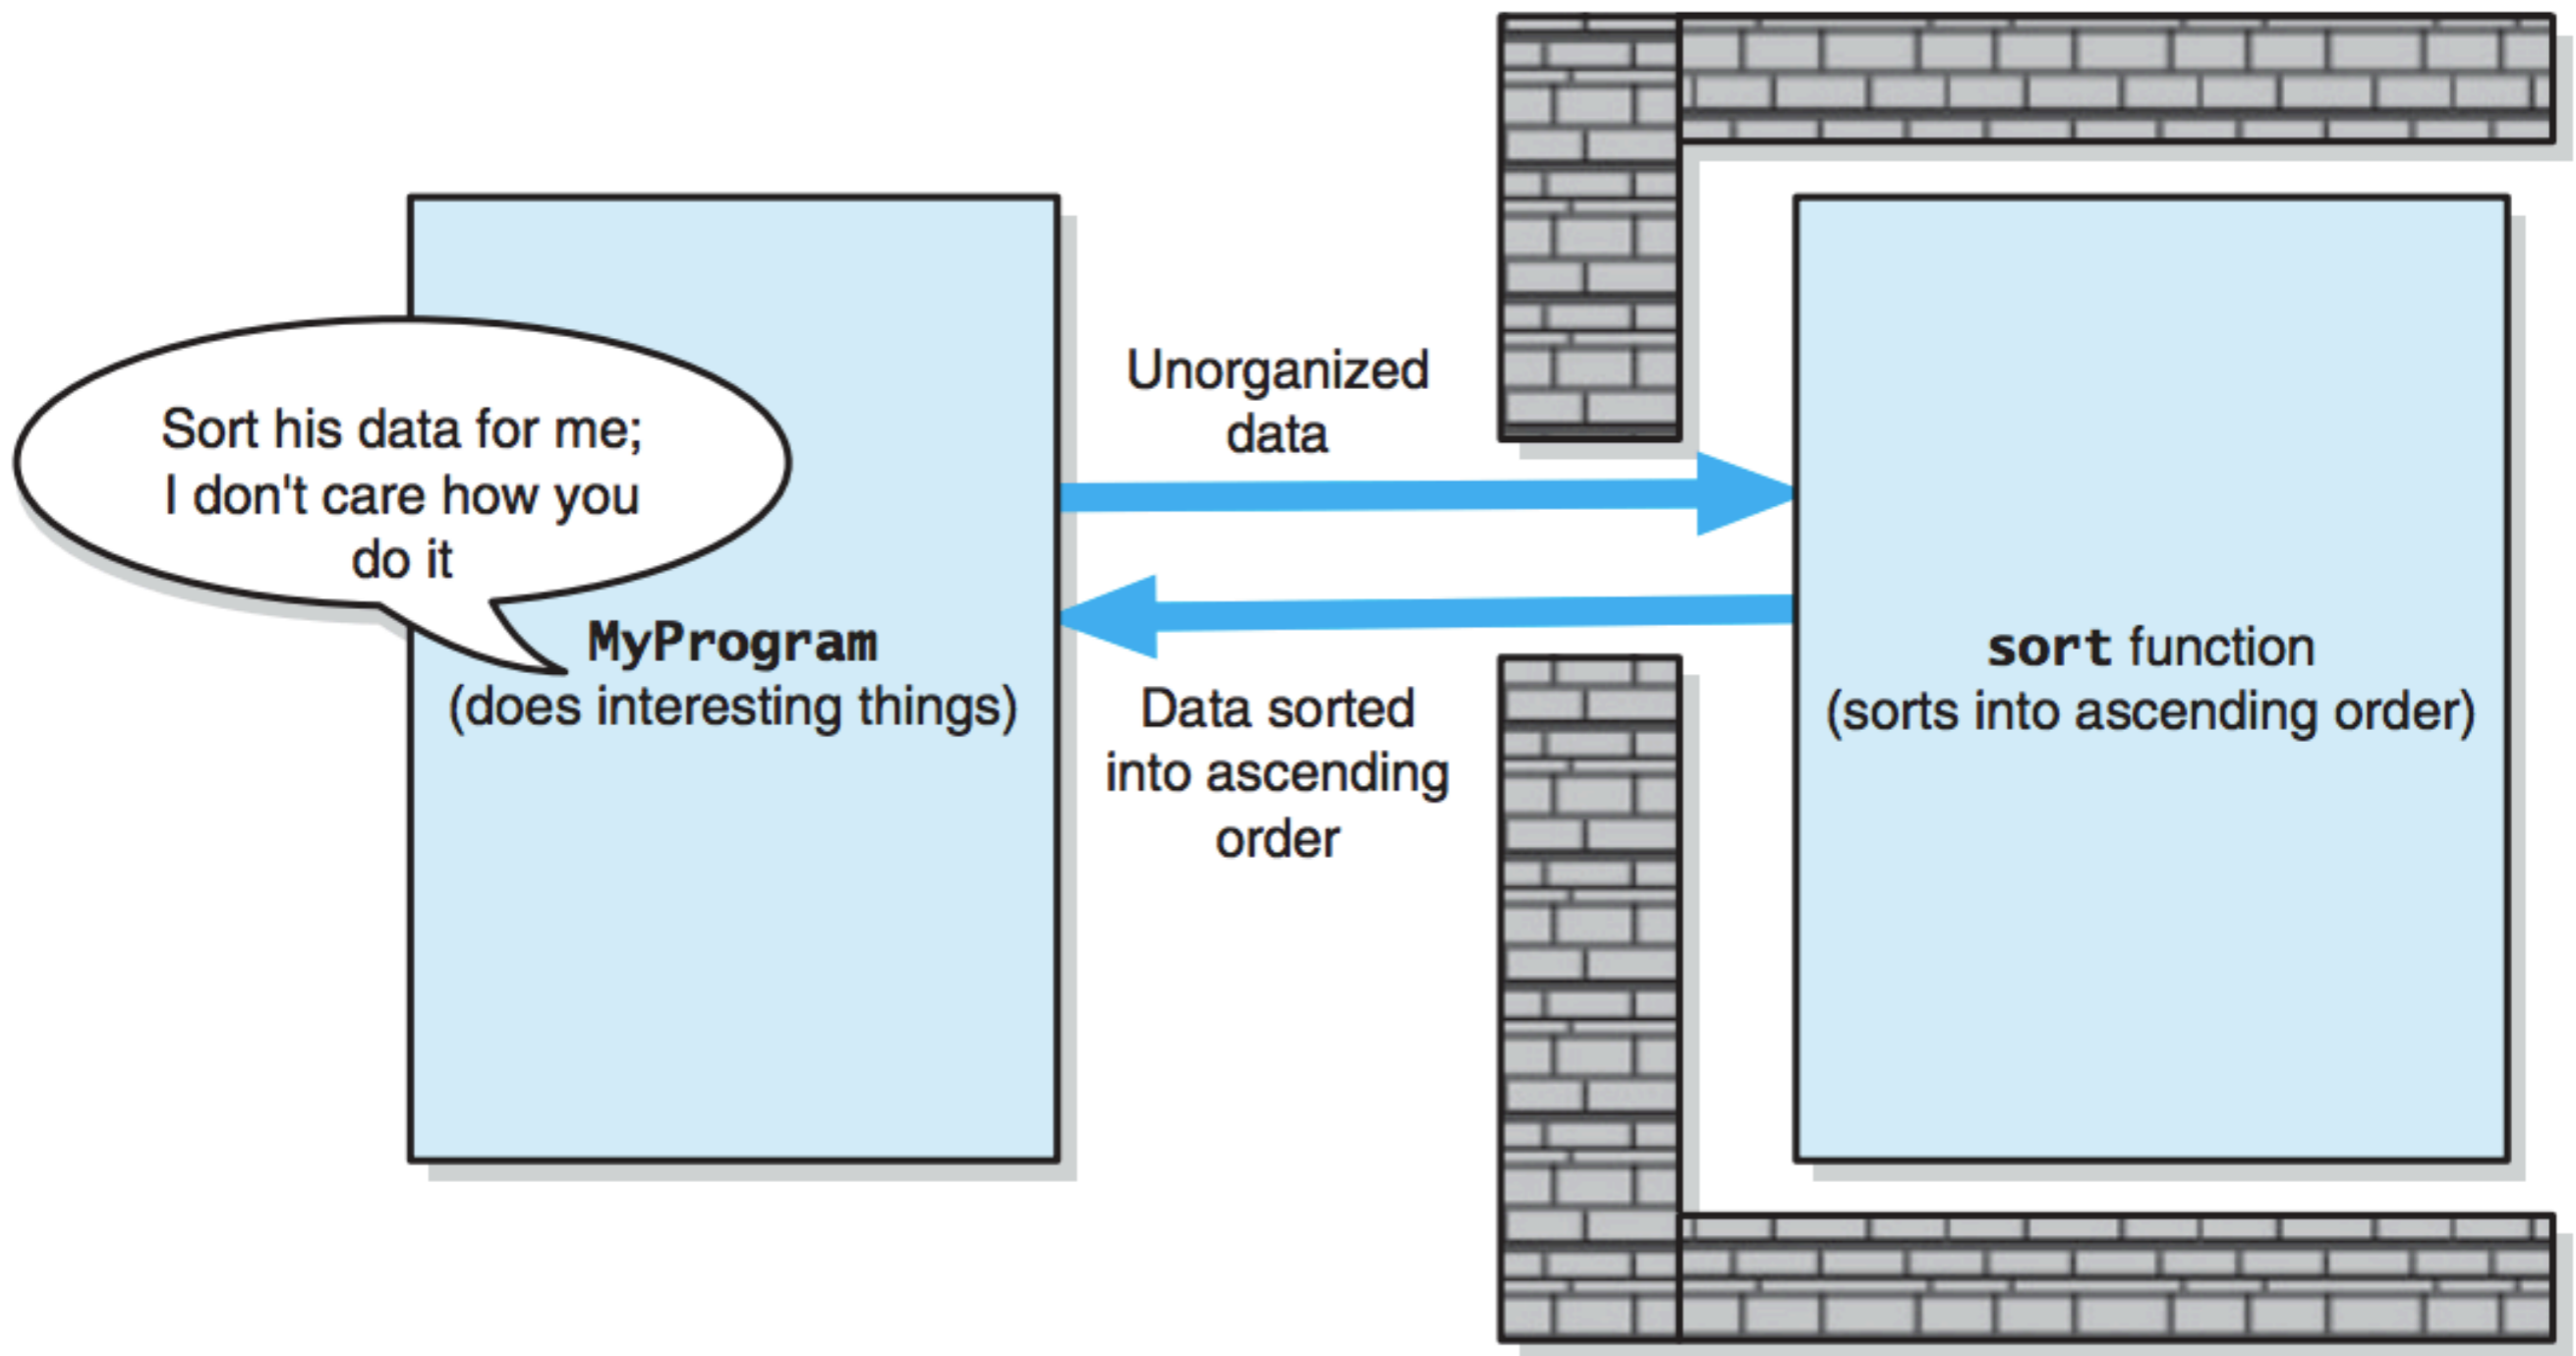 Sort his data for me;
I don't care how you
do it
MyProgram
(does interesting things)
Unorganized
data
Data sorted
into ascending
order
sort function
(sorts into ascending order)